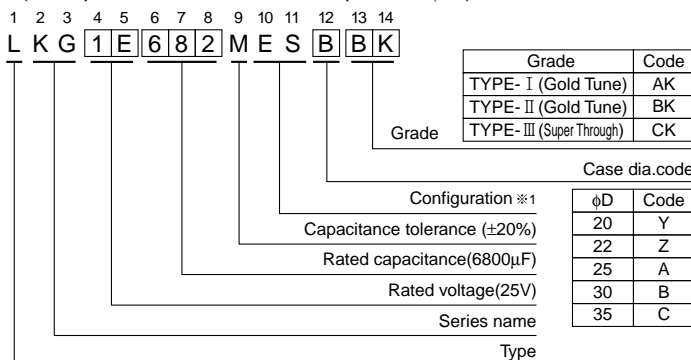 1 2 3 4 5 6 7 8 9 10 11 12 13 14
L K G 1 E 6 8 2 M E S B B K
Grade Code
TYPE-Ⅰ (Gold Tune) AK
TYPE-Ⅱ (Gold Tune) BK
TYPE-Ⅲ (Super Through) CK
Grade
Case dia.code
Configuration ※1
Capacitance tolerance (±20%)
Rated capacitance(6800µF)
Rated voltage(25V)
Series name
Type
ϕD Code
20 Y
22 Z
25 A
30 B
35 C